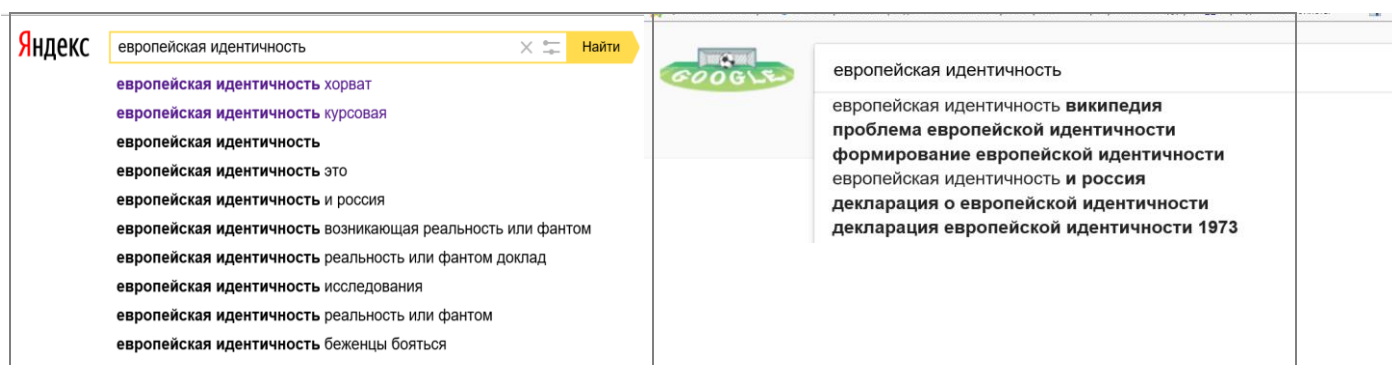 Яндекс
европейская идентичность
Найти
европейская идентичность хорват
европейская идентичность курсовая
европейская идентичность
европейская идентичность это
европейская идентичность и россия
европейская идентичность возникающая реальность или фантом
европейская идентичность реальность или фантом доклад
европейская идентичность исследования
европейская идентичность реальность или фантом
европейская идентичность беженцы бояться
GOOGLE
европейская идентичность
европейская идентичность википедия
проблема европейской идентичности
формирование европейской идентичности
европейская идентичность и россия
декларация о европейской идентичности
декларация европейской идентичности 1973